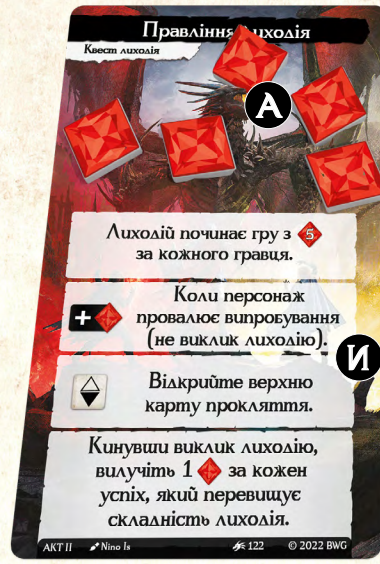 Правління лиходія
Квест лиходія
А
Лиходій починає гру з 5
за кожного гравця.
+
Коли персонаж
провалює випробування
(не виклик лиходію).
И
Відкрийте верхню
карту прокляття.
Кинувши виклик лиходію,
вилучіть 1 за кожен
успіх, який перевищує
складність лиходія.
АКТ II Nino Is 122 © 2022 BWG